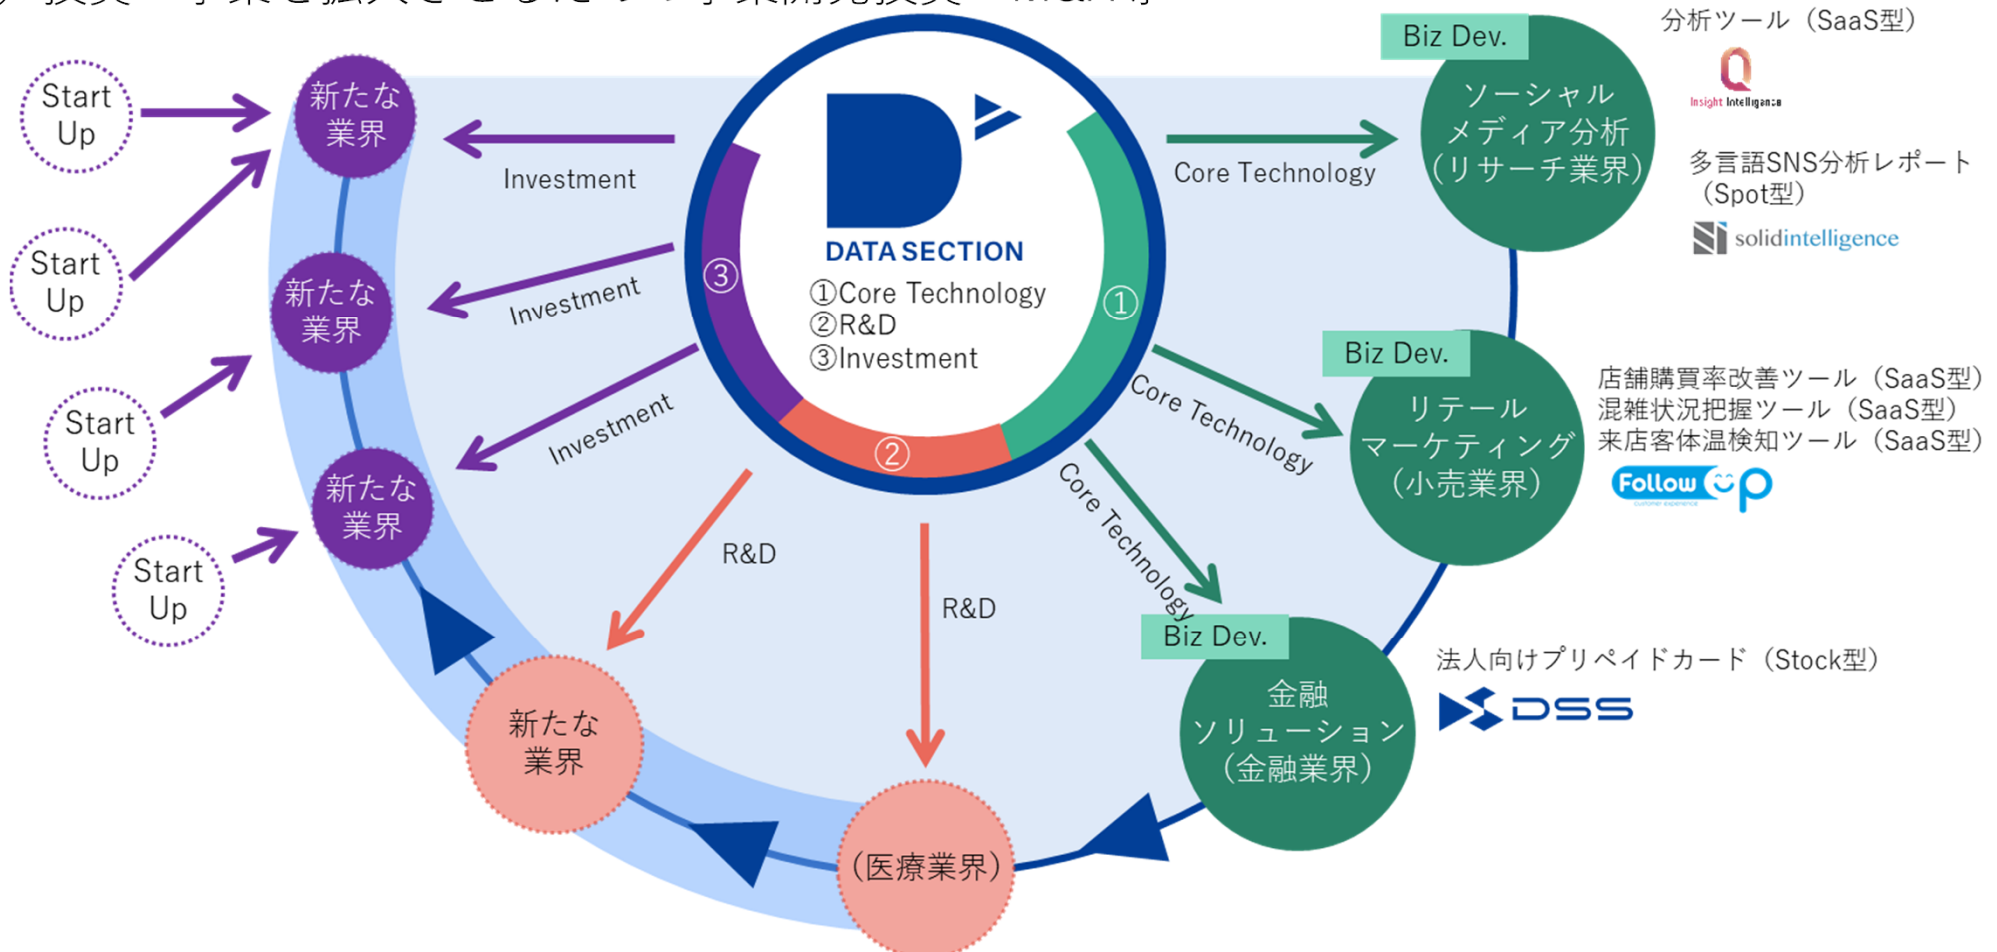 Start
Up
Start
Up
Start
Up
Start
Up
新たな
業界
新たな
業界
新たな
業界
Investment
Investment
Investment
DATA SECTION
①Core Technology
②R&D
③Investment
③
②
①
R&D
R&D
新たな
業界
（医療業界）
Core Technology
Core Technology
Core Technology
Biz Dev.
ソーシャル
メディア分析
（リサーチ業界）
分析ツール（SaaS型）
Insight Intelligence
多言語SNS分析レポート
（Spot型）
solidintelligence
Biz Dev.
リテール
マーケティング
（小売業界）
店舗購買率改善ツール（SaaS型）
混雑状況把握ツール（SaaS型）
来店客体温検知ツール（SaaS型）
Follow UP
customer experience
Biz Dev.
金融
ソリューション
（金融業界）
法人向けプリペイドカード（Stock型）
DSS